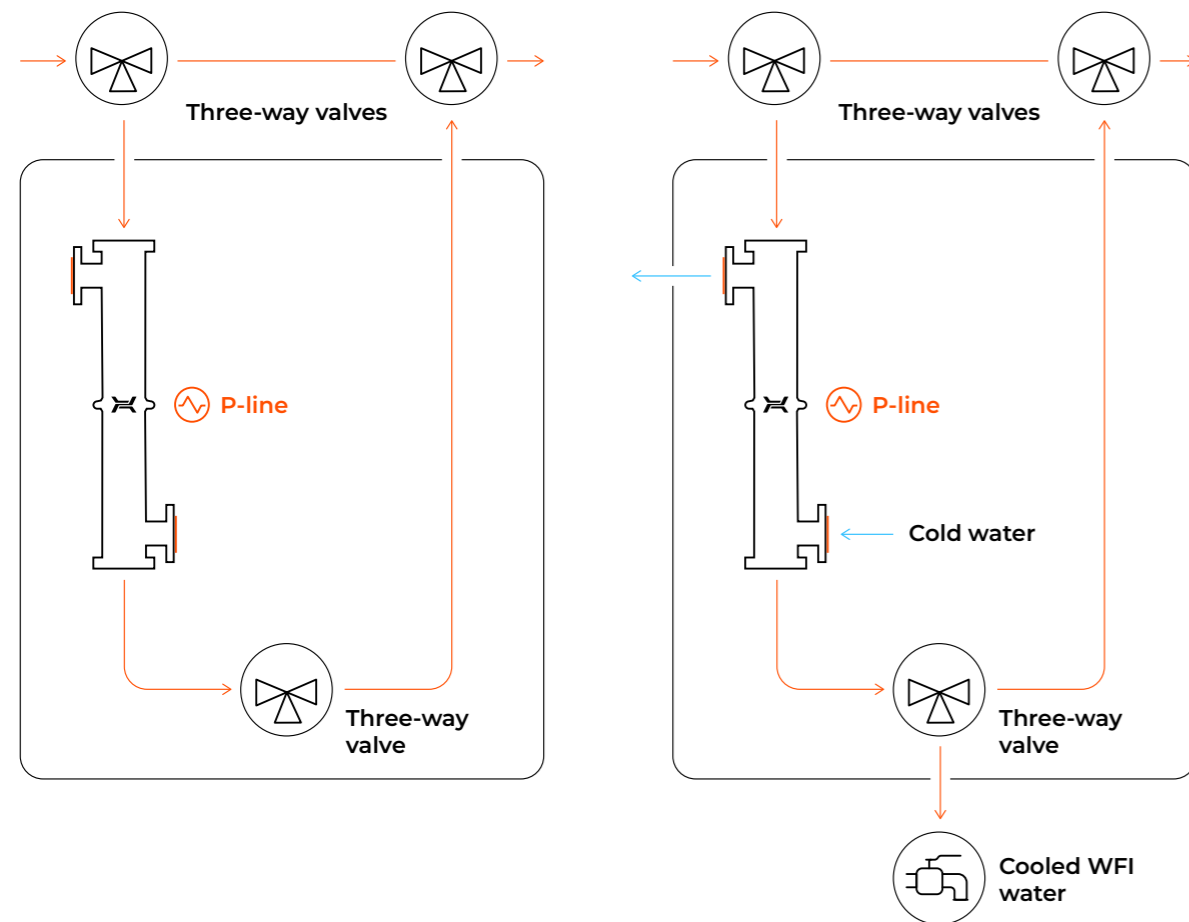 Three-way valves
P-line
Three-way
valve
Three-way valves
P-line
Cold water
Three-way
valve
Cooled WFI
water